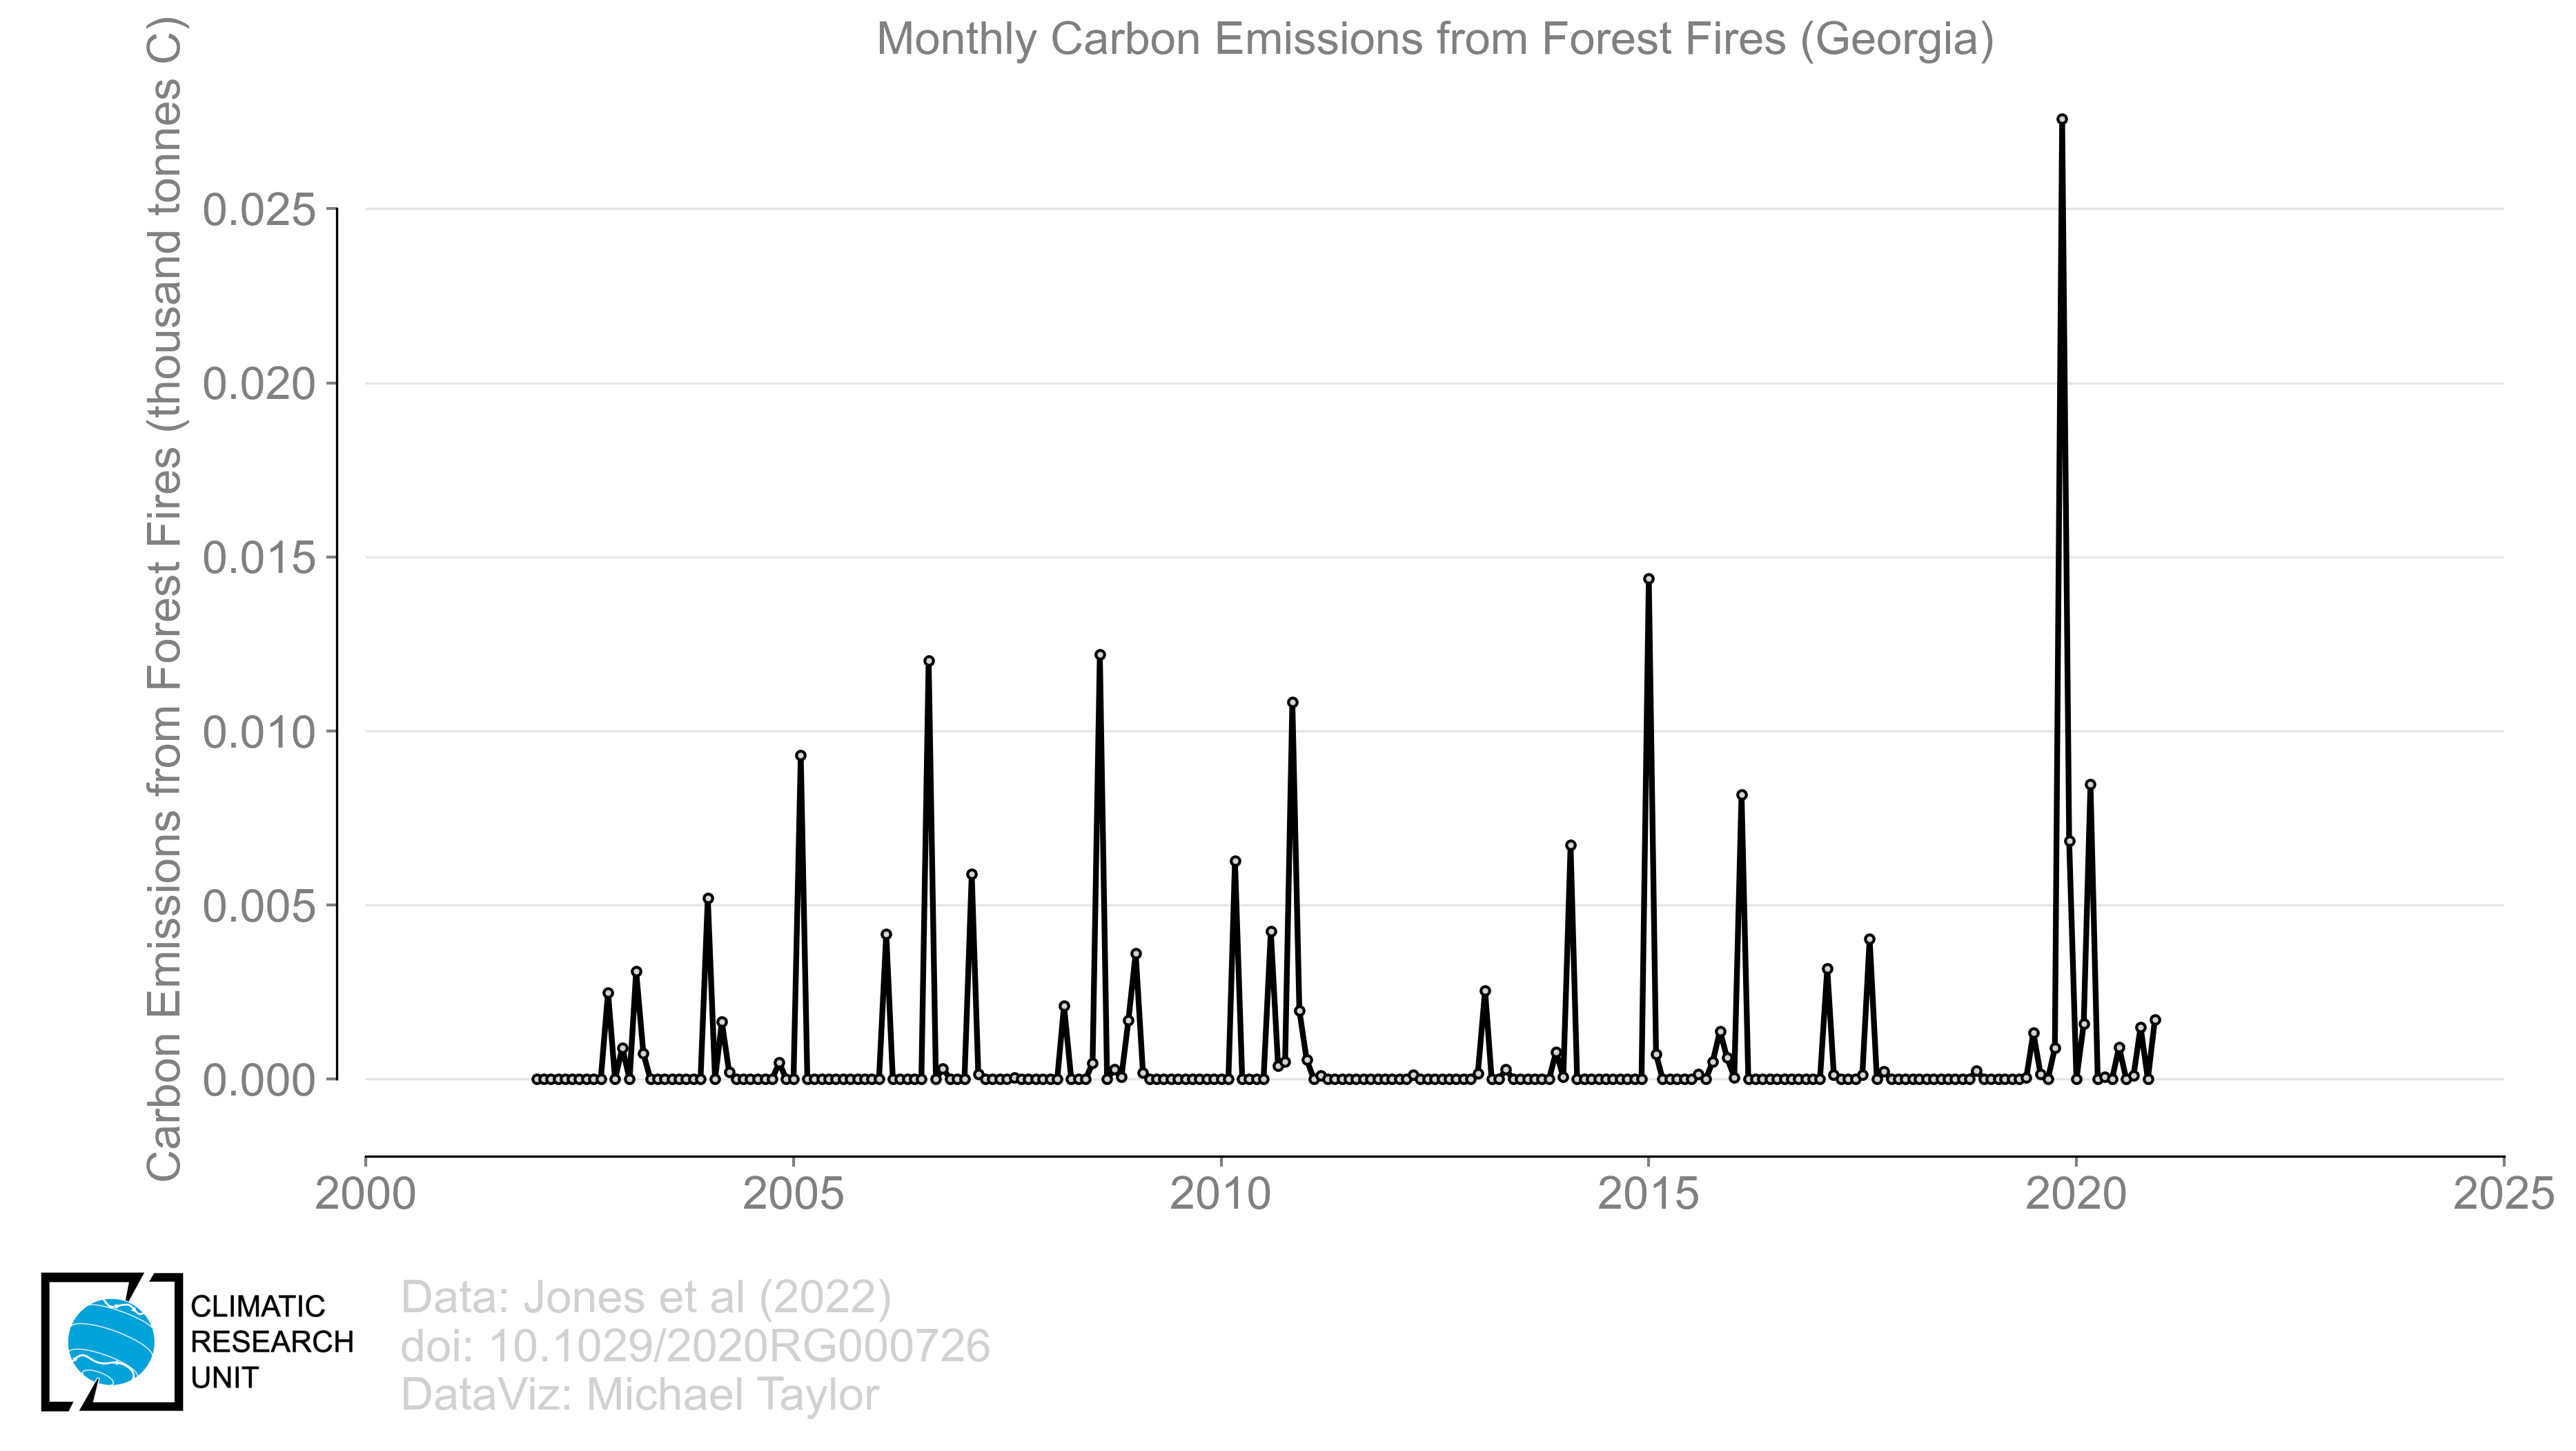 Monthly Carbon Emissions from Forest Fires (Georgia)
Carbon Emissions from Forest Fires (thousand tonnes C)
0.025
0.020
0.015
0.010
0.005
0.000
2000
2005
2010
2015
2020
2025
CLIMATIC
RESEARCH
UNIT
Data: Jones et al (2022)
doi: 10.1029/2020RG000726
DataViz: Michael Taylor